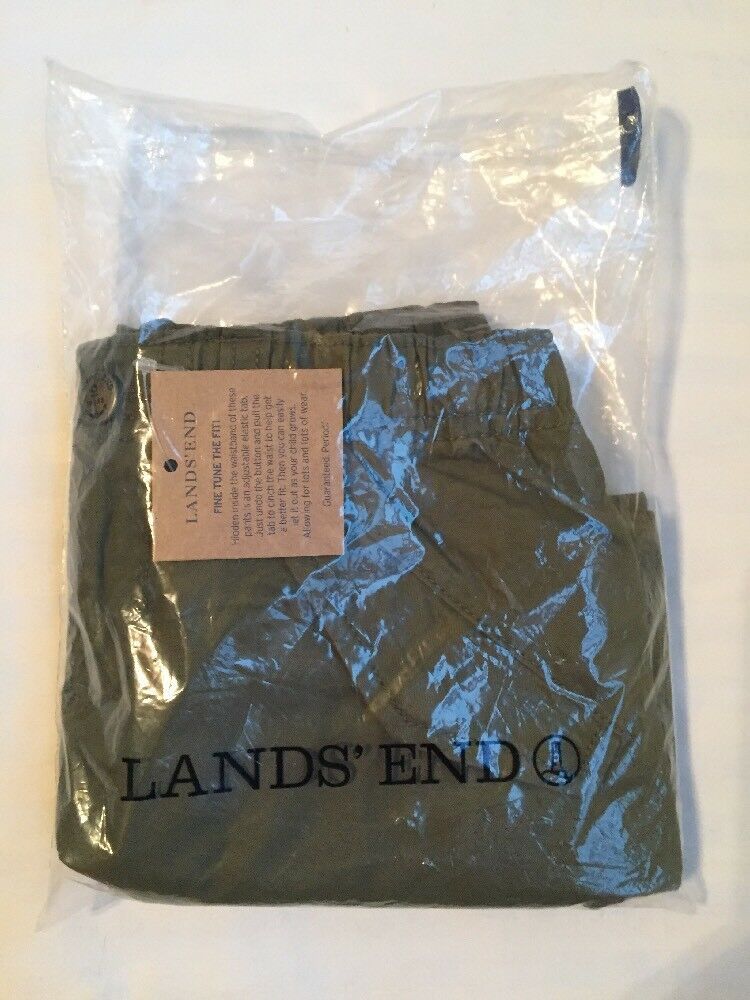 LANDS' END
FINE TUNE THE FIT!
Hidden inside the waistband of these
pants is an adjustable elastic tab.
Just undo the button and pull the
tab to cinch the waist to help get
a better fit. Then you can easily
let it out as your child grows.
Allowing for lots and lots of wear.
Guaranteed. Period.®
LANDS' END